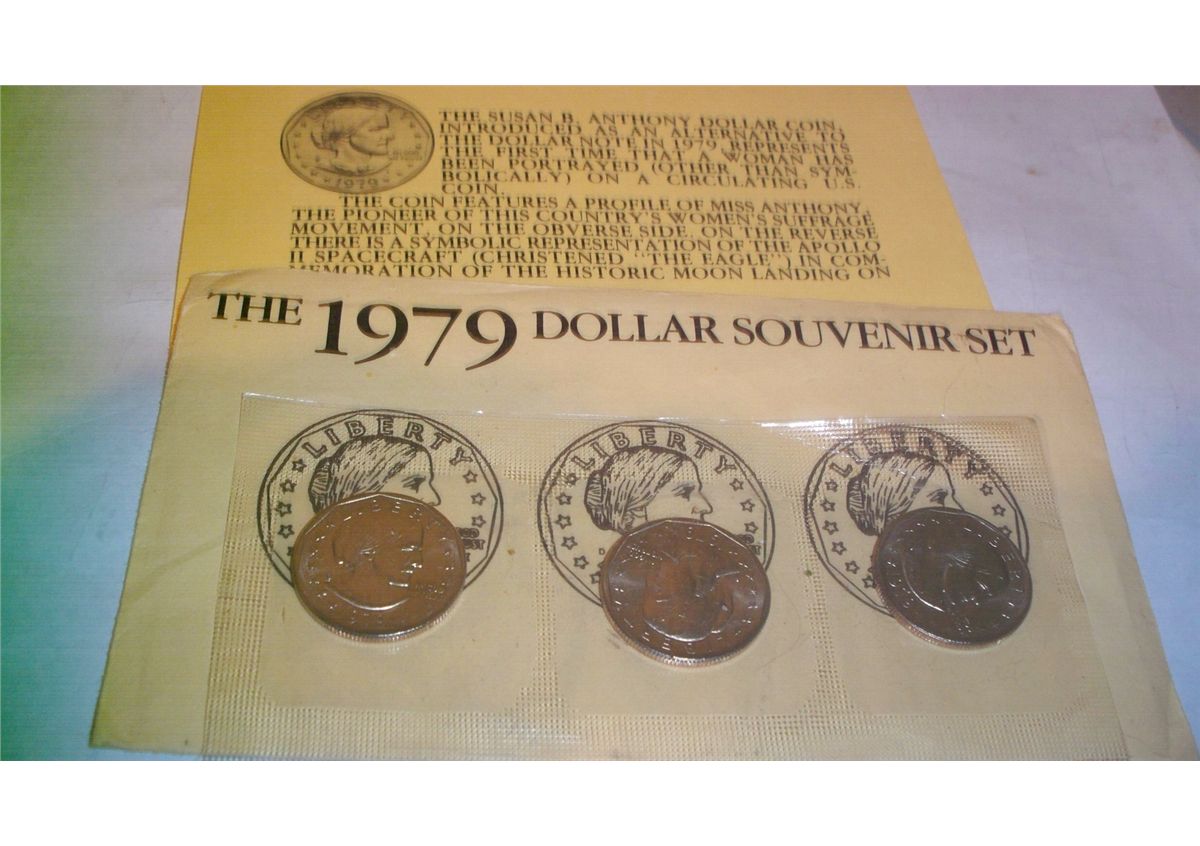 1979
THE SUSAN B. ANTHONY DOLLAR COIN,
INTRODUCED AS AN ALTERNATIVE TO
THE DOLLAR NOTE IN 1979, REPRESENTS
THE FIRST TIME THAT A WOMAN HAS
BEEN PORTRAYED (OTHER THAN SYM-
BOLICALLY) ON A CIRCULATING U.S.
COIN.
THE COIN FEATURES A PROFILE OF MISS ANTHONY,
THE PIONEER OF THIS COUNTRY'S WOMEN'S SUFFRAGE
MOVEMENT, ON THE OBVERSE SIDE. ON THE REVERSE
THERE IS A SYMBOLIC REPRESENTATION OF THE APOLLO
II SPACECRAFT (CHRISTENED "THE EAGLE") IN COM-
MEMORATION OF THE HISTORIC MOON LANDING ON
THE 1979 DOLLAR SOUVENIR SET
LIBERTY
LIBERTY
LIBERTY
LIBERTY